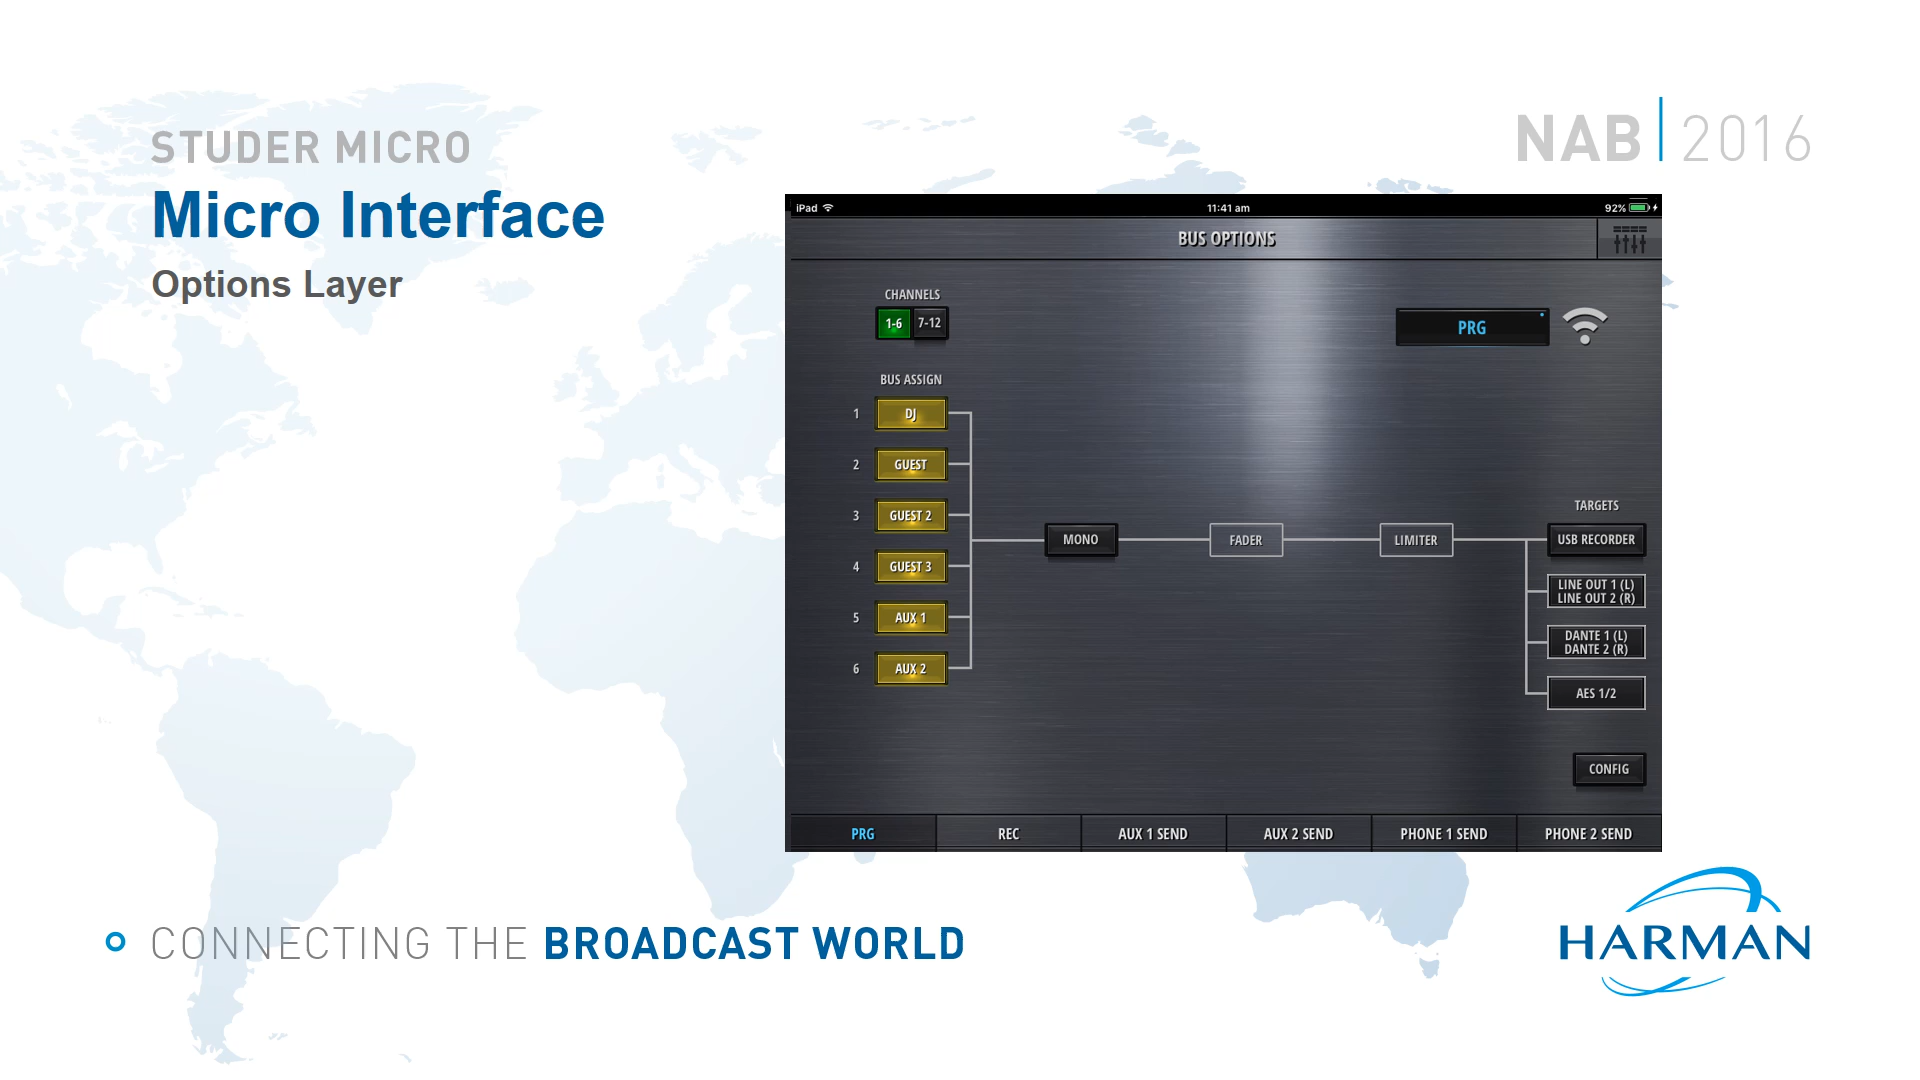 STUDER MICRO
Micro Interface
Options Layer
NAB 2016
iPad 11:41 am 92%
BUS OPTIONS
CHANNELS
1-6 7-12
PRG
BUS ASSIGN
1 DJ
2 GUEST
3 GUEST 2
4 GUEST 3
5 AUX 1
6 AUX 2
MONO FADER LIMITER
TARGETS
USB RECORDER
LINE OUT 1 (L)
LINE OUT 2 (R)
DANTE 1 (L)
DANTE 2 (R)
AES 1/2
CONFIG
PRG REC AUX 1 SEND AUX 2 SEND PHONE 1 SEND PHONE 2 SEND
CONNECTING THE BROADCAST WORLD
HARMAN